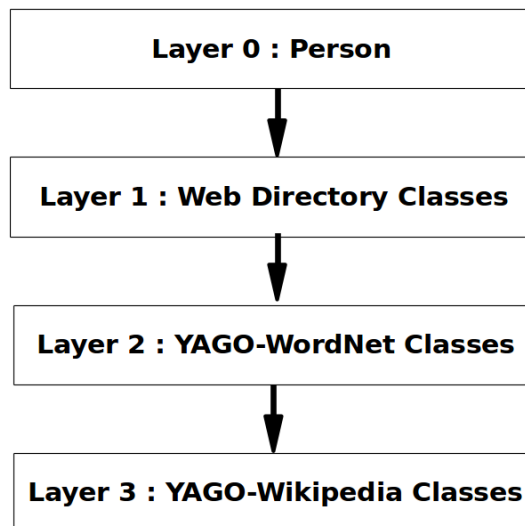 Layer 0 : Person
Layer 1 : Web Directory Classes
Layer 2 : YAGO-WordNet Classes
Layer 3 : YAGO-Wikipedia Classes